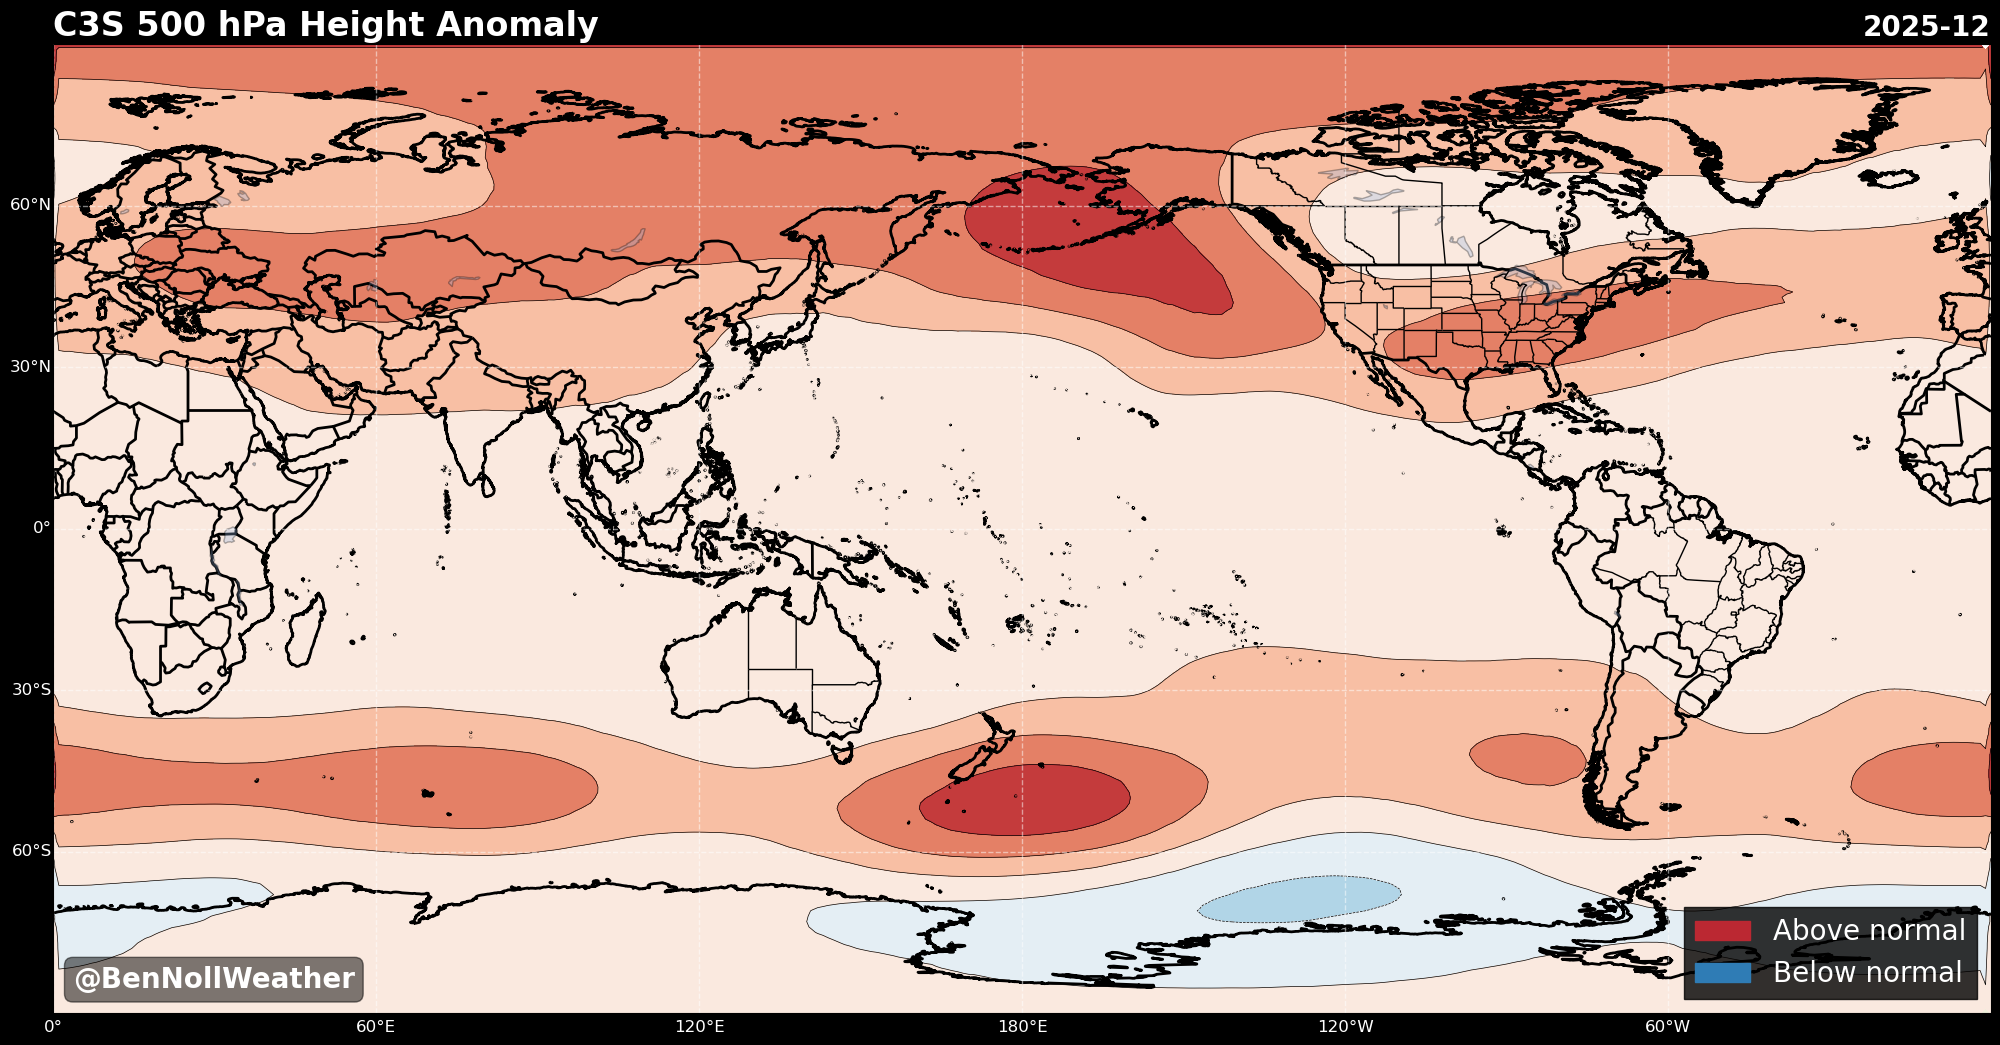 C3S 500 hPa Height Anomaly
2025-12
60°N
30°N
0°
30°S
60°S
Above normal
Below normal
@BenNollWeather
0°
60°E
120°E
180°E
120°W
60°W